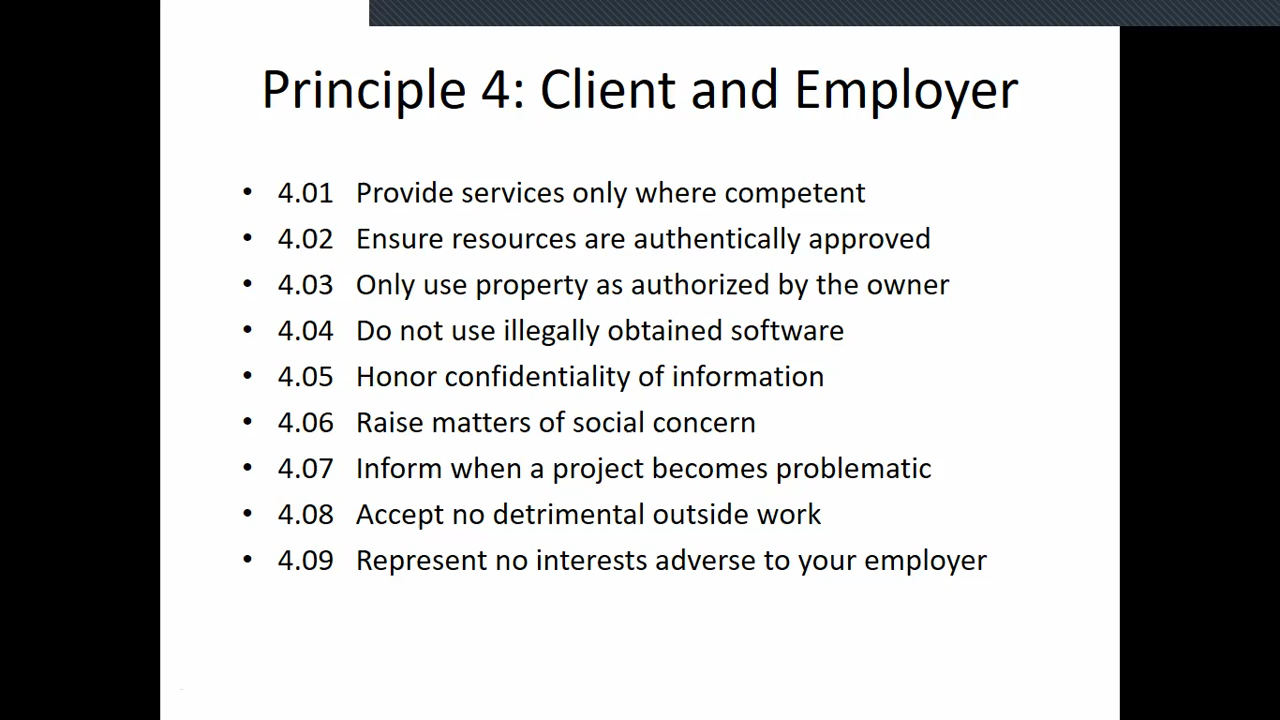 Principle 4: Client and Employer
• 4.01 Provide services only where competent
• 4.02 Ensure resources are authentically approved
• 4.03 Only use property as authorized by the owner
• 4.04 Do not use illegally obtained software
• 4.05 Honor confidentiality of information
• 4.06 Raise matters of social concern
• 4.07 Inform when a project becomes problematic
• 4.08 Accept no detrimental outside work
• 4.09 Represent no interests adverse to your employer